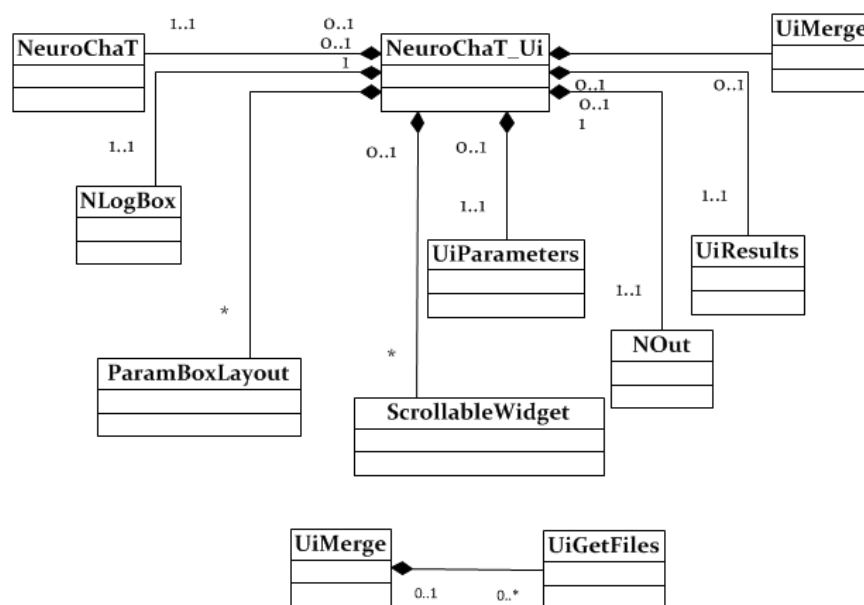 1..1
0..1
UiMerge
NeuroChaT
0..1
NeuroChaT_Ui
1
0..1
0..1
0..1
1
1..1
0..1
0..1
NLogBox
1..1
1..1
UiParameters
UiResults
1..1
*
NOut
*
ParamBoxLayout
ScrollableWidget
UiMerge
UiGetFiles
0..1
0..*